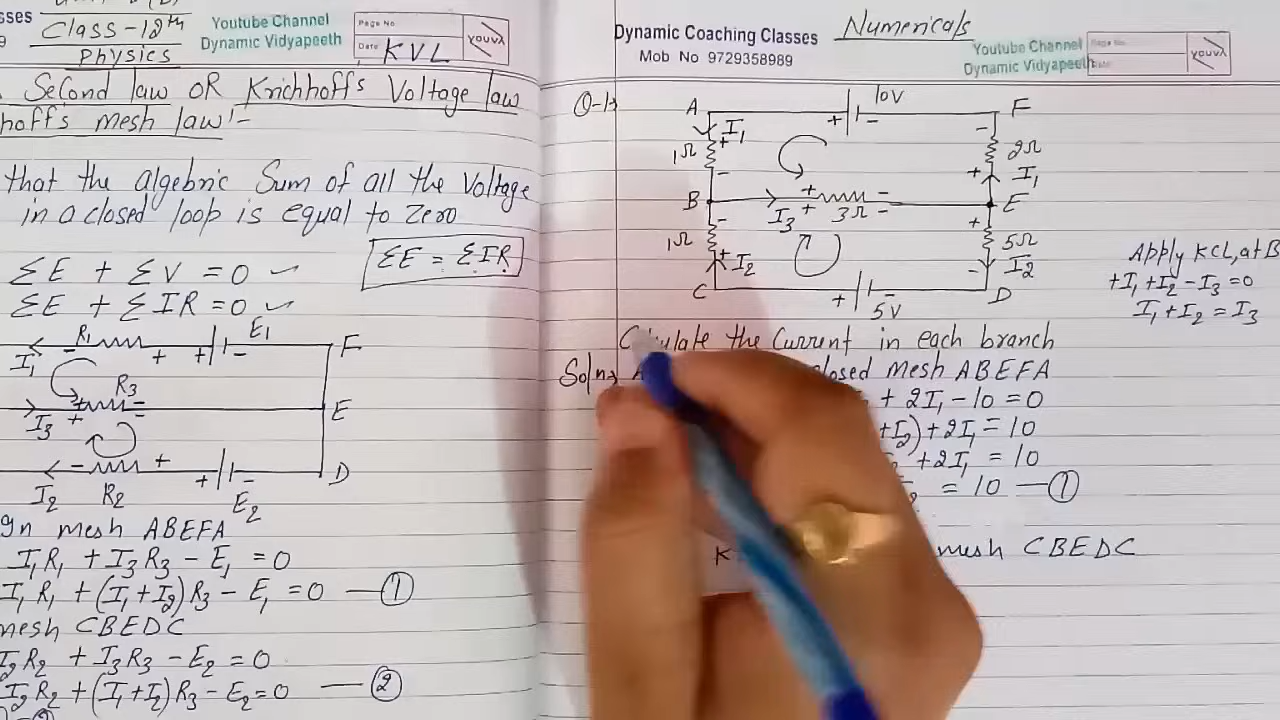 sses
9
Class-12th
Physics
Youtube Channel
Dynamic Vidyapeeth
Page No
Date KVL
YOUVA
Second law OR Krichhoff's Voltage law
hoff's mesh law:-
that the algebric Sum of all the Voltage
in a closed loop is equal to Zero
ΣE + ΣV = 0
ΣE = ΣIR
ΣE + ΣIR = 0
R1 E1
I1 - + + - F
R3
I3 + - E
- + + - D
I2 R2 E2
mesh ABEFA
I1R1 + I3R3 - E1 = 0
I1R1 + (I1+I2)R3 - E1 = 0 — ①
mesh CBEDC
I2R2 + I3R3 - E2 = 0
I2R2 + (I1+I2)R3 - E2 = 0 — ②
Dynamic Coaching Classes
Mob No 9729358989
Numericals
Youtube Channel
Dynamic Vidyapeeth
YOUVA
Q-1
A + 10V - F
I1 + - 2Ω
1Ω - + I1
B I3 + 3Ω - E
1Ω - + 5Ω
+ I2 - I2
C + 5V - D
Apply KCL, at B
+I1+I2-I3=0
I1+I2=I3
the Current in each branch
Soln closed mesh ABEFA
+ 2I1 - 10 = 0
+I2) + 2I1 = 10
+2I1 = 10
= 10 — ①
K mesh CBEDC